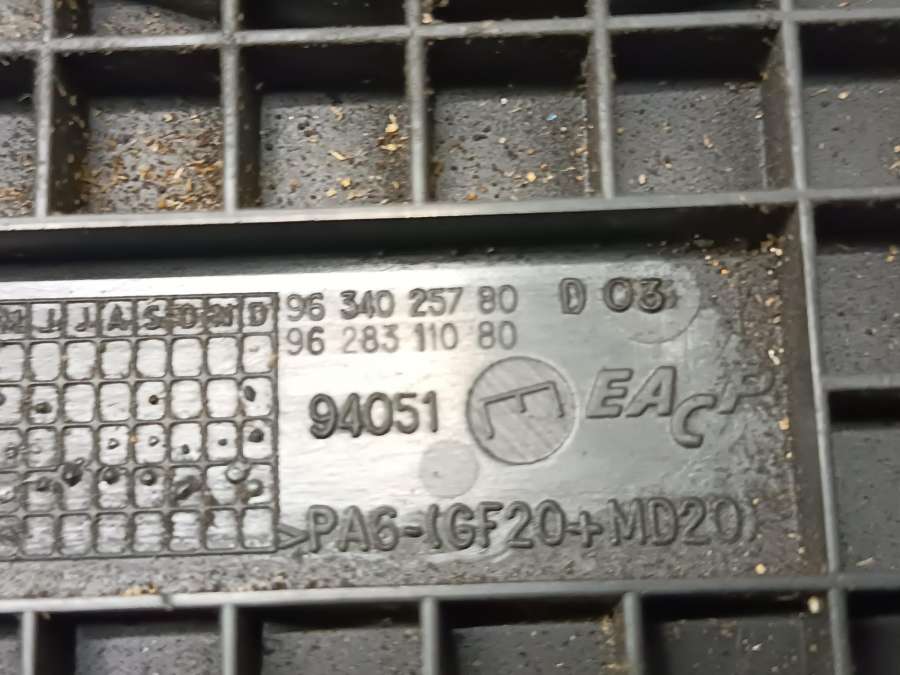 J J A S O N D
96 340 257 80 D 03
96 283 110 80
94051 EACP
>PA6-(GF20+MD20)